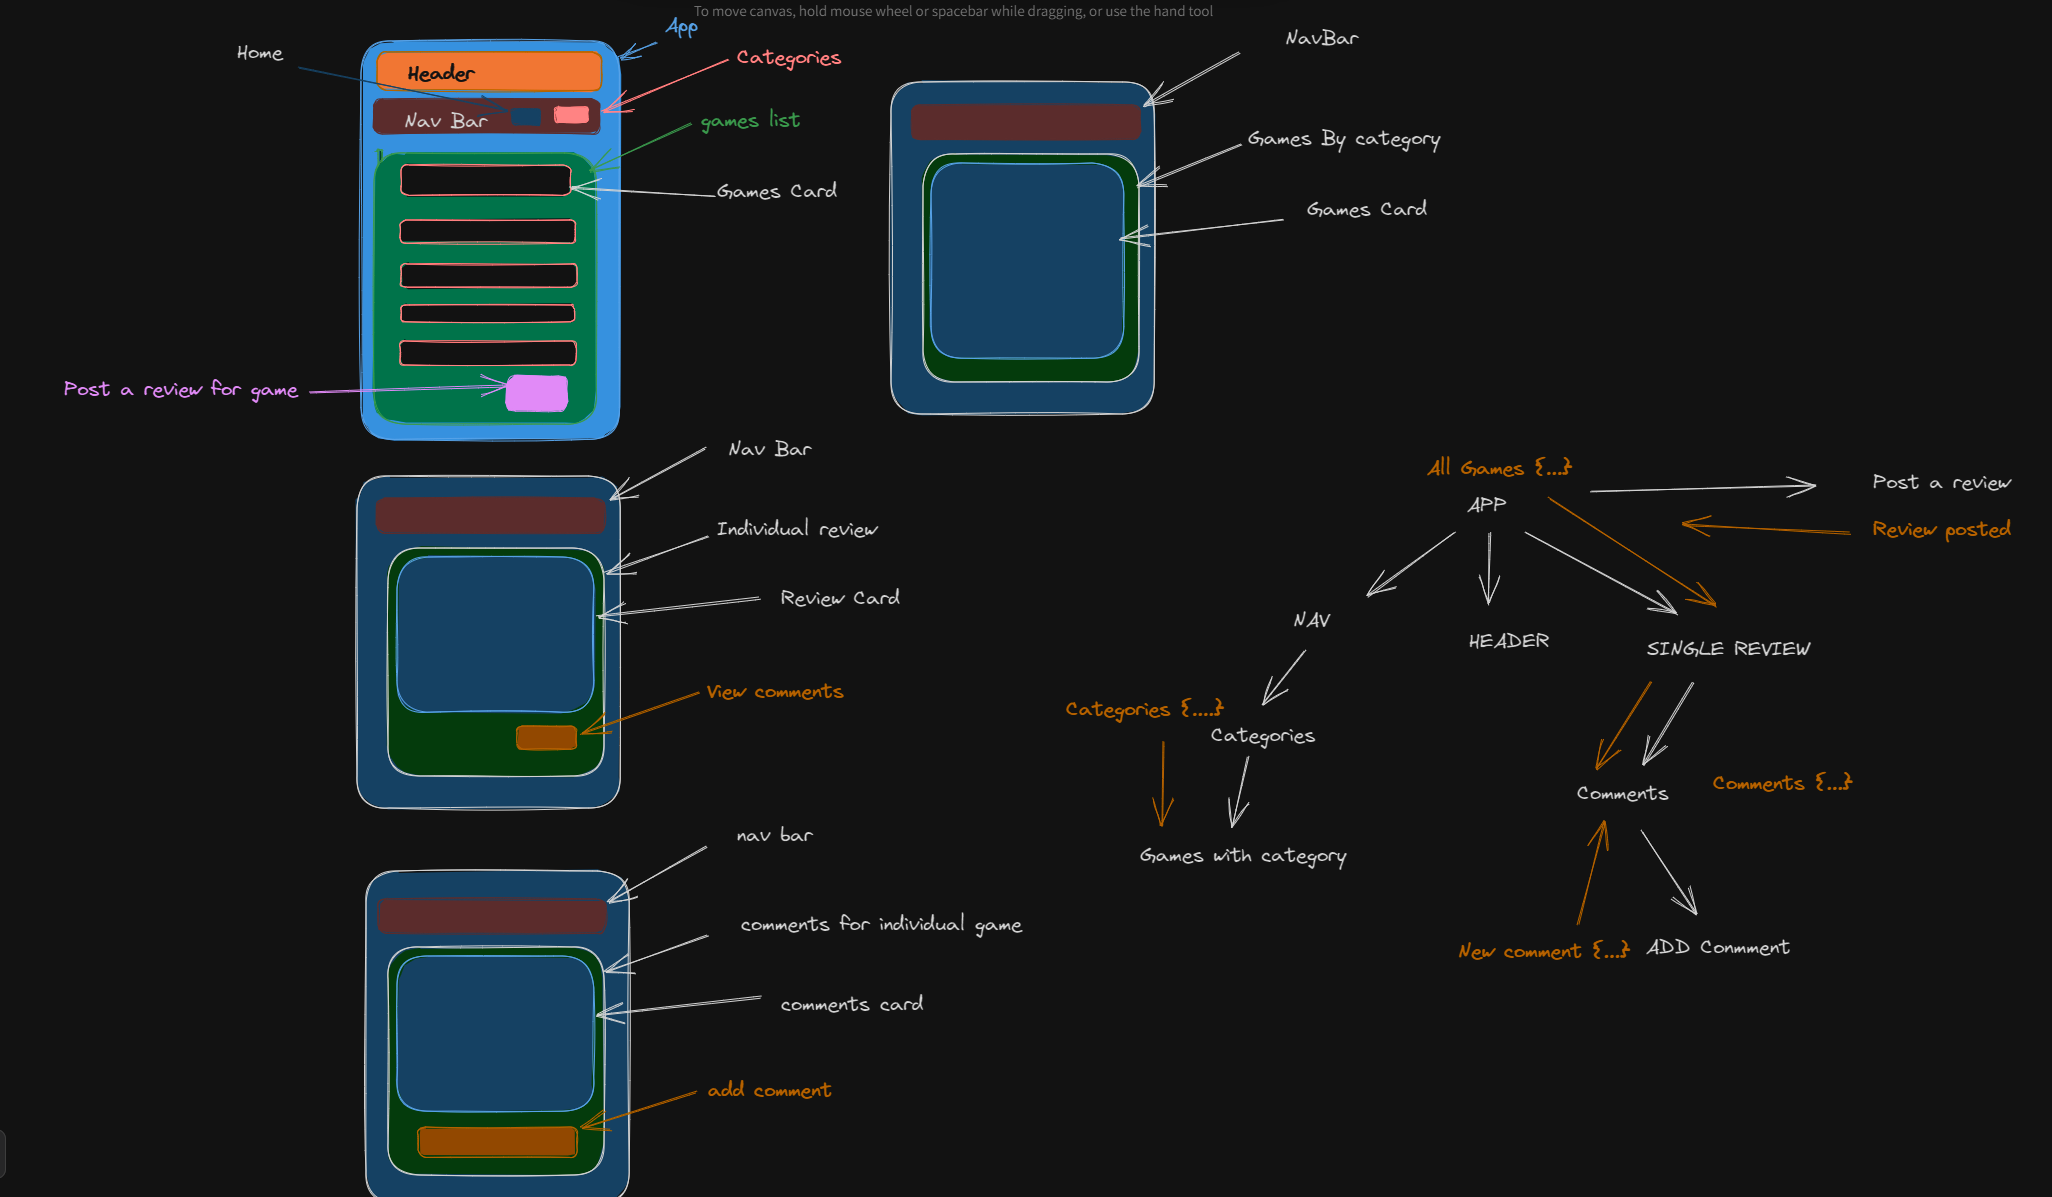 To move canvas, hold mouse wheel or spacebar while dragging, or use the hand tool
App
Home
Header
Categories
Nav Bar
games list
Games Card
Post a review for game
NavBar
Games By category
Games Card
Nav Bar
Individual review
Review Card
View comments
nav bar
comments for individual game
comments card
add comment
All Games {...}
APP
Post a review
Review posted
NAV
HEADER
SINGLE REVIEW
Categories {....}
Categories
Games with category
Comments
Comments {...}
New comment {...}
ADD Conmment